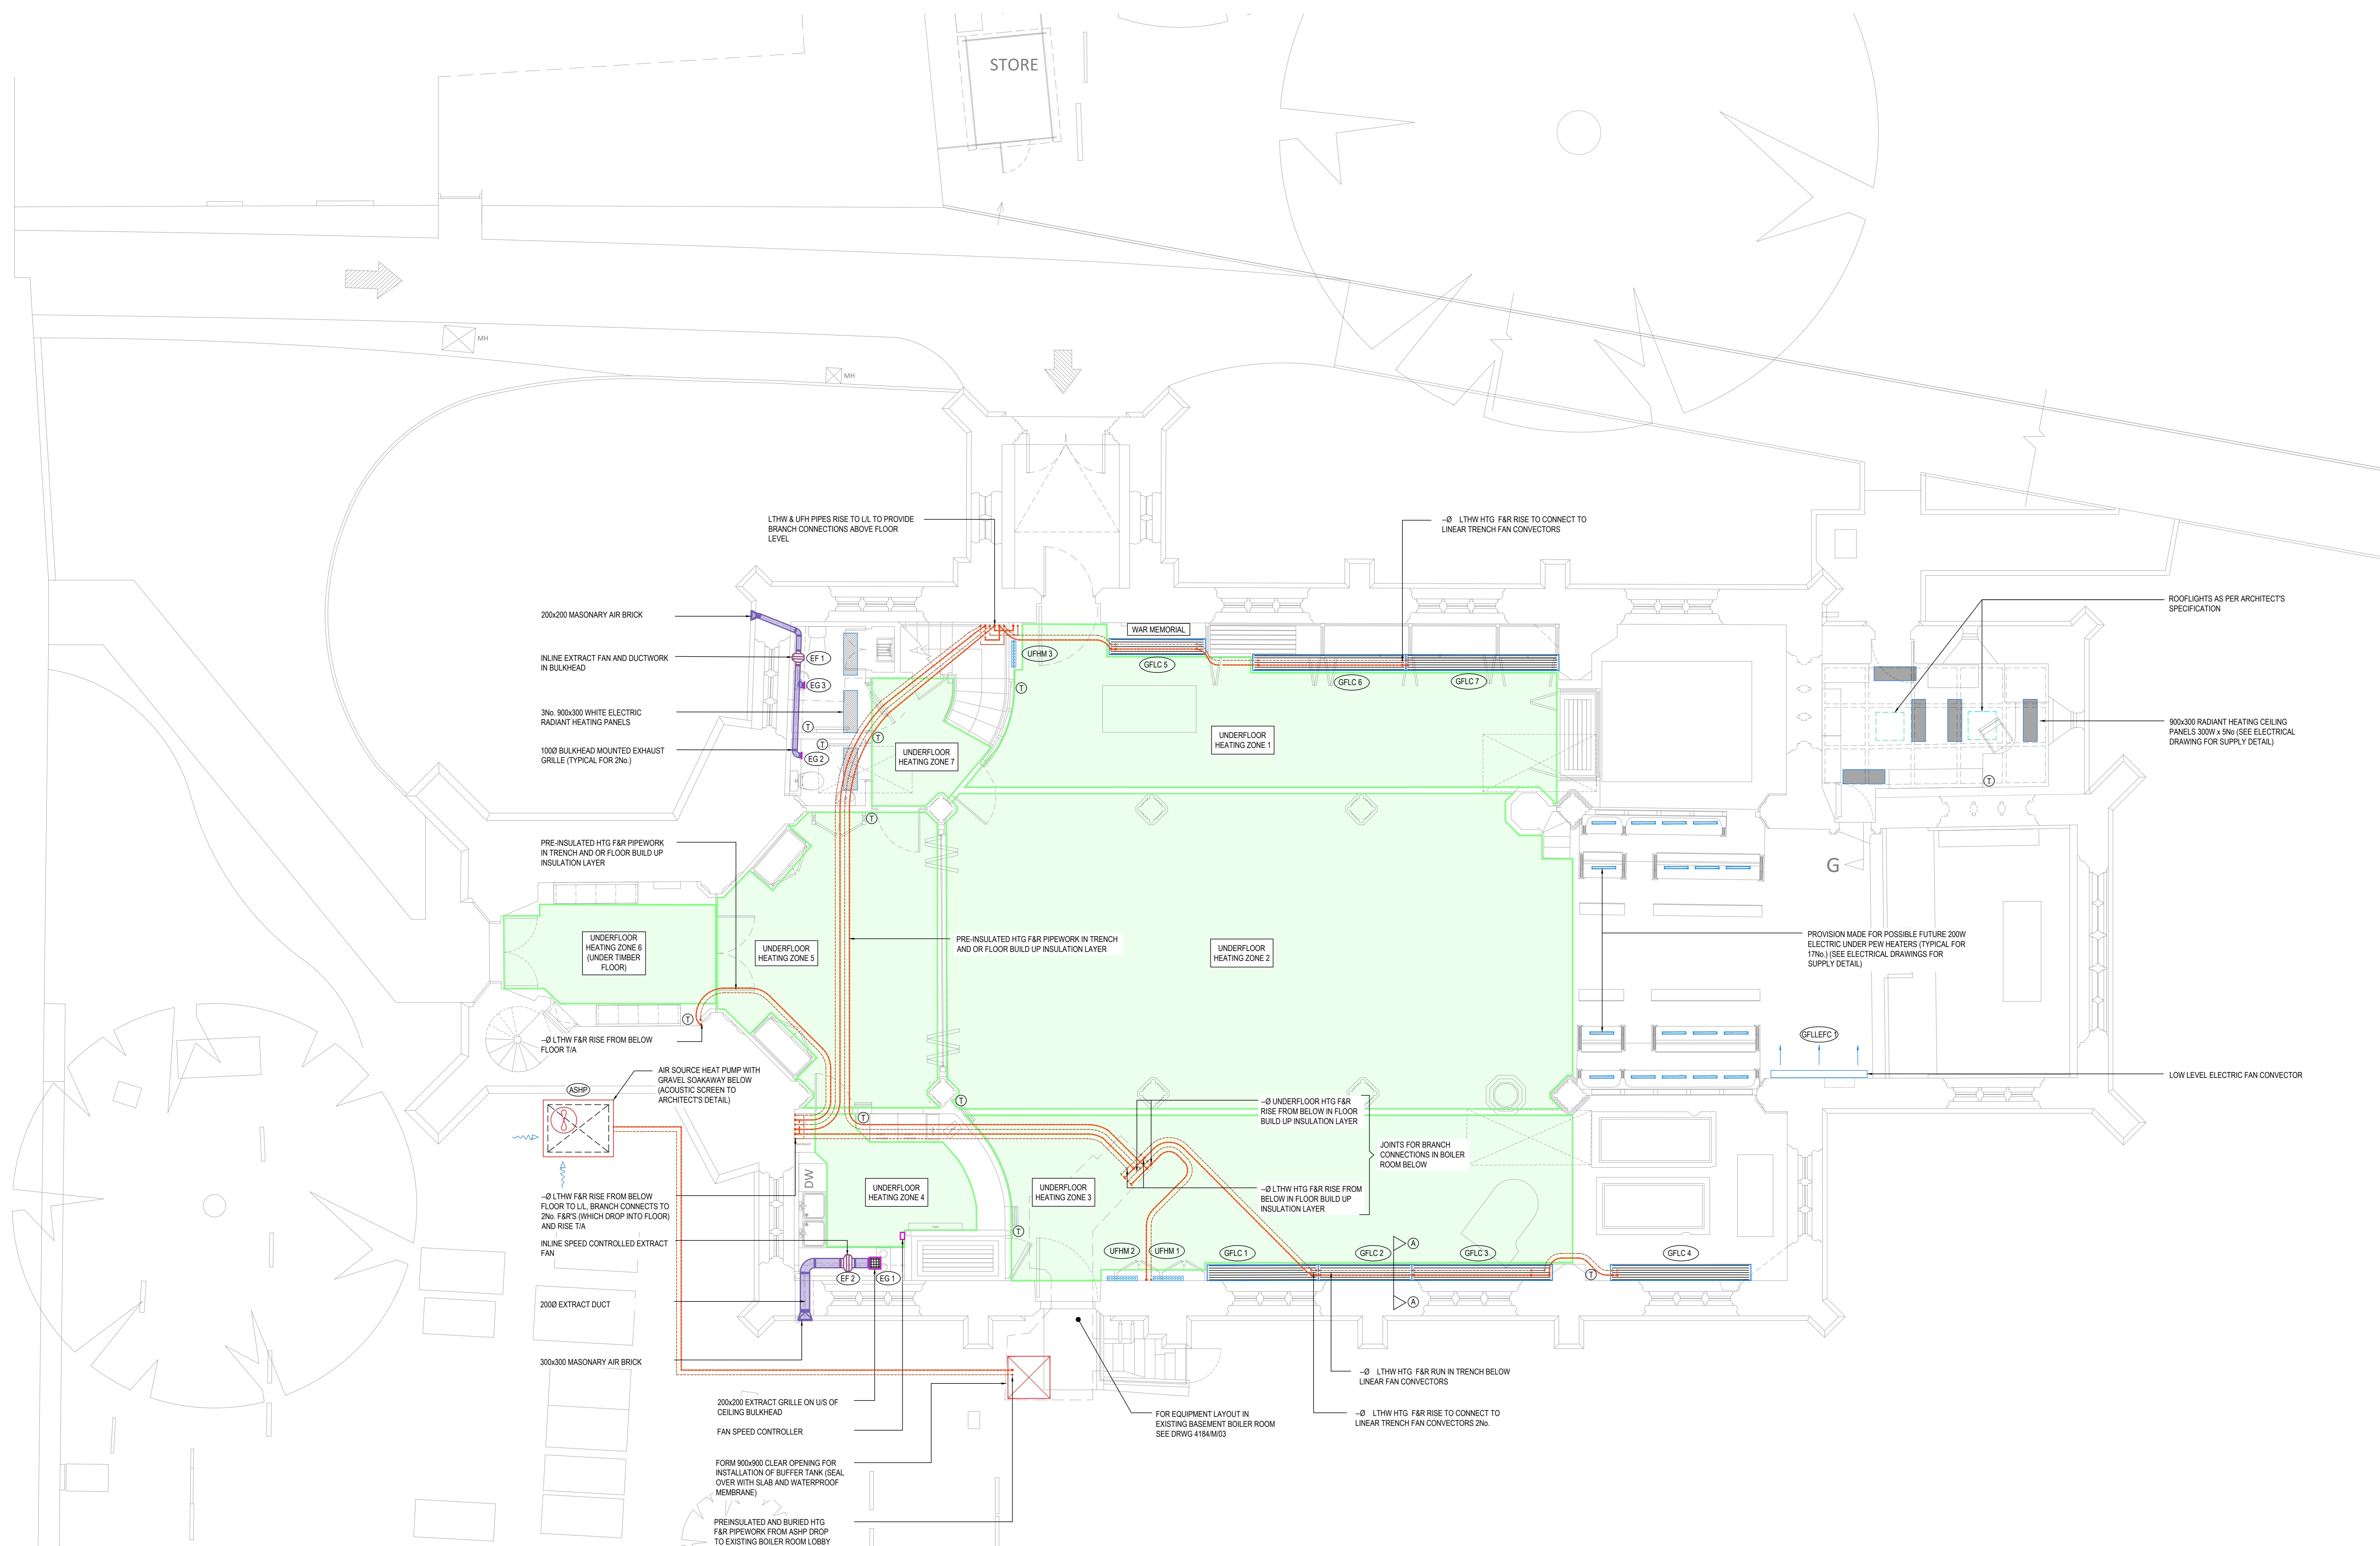 STORE
MH
MH
LTHW & UFH PIPES RISE TO L/L TO PROVIDE
BRANCH CONNECTIONS ABOVE FLOOR
LEVEL
--Ø LTHW HTG F&R RISE TO CONNECT TO
LINEAR TRENCH FAN CONVECTORS
200x200 MASONARY AIR BRICK
INLINE EXTRACT FAN AND DUCTWORK
IN BULKHEAD
3No. 900x300 WHITE ELECTRIC
RADIANT HEATING PANELS
100Ø BULKHEAD MOUNTED EXHAUST
GRILLE (TYPICAL FOR 2No.)
EF 1
EG 3
EG 2
T
T
T
T
T
UFHM 3
WAR MEMORIAL
GFLC 5
GFLC 6
GFLC 7
UNDERFLOOR
HEATING ZONE 1
UNDERFLOOR
HEATING ZONE 7
ROOFLIGHTS AS PER ARCHITECT'S
SPECIFICATION
900x300 RADIANT HEATING CEILING
PANELS 300W x 5No (SEE ELECTRICAL
DRAWING FOR SUPPLY DETAIL)
T
PRE-INSULATED HTG F&R PIPEWORK
IN TRENCH AND OR FLOOR BUILD UP
INSULATION LAYER
G
UNDERFLOOR
HEATING ZONE 6
(UNDER TIMBER
FLOOR)
UNDERFLOOR
HEATING ZONE 5
PRE-INSULATED HTG F&R PIPEWORK IN TRENCH
AND OR FLOOR BUILD UP INSULATION LAYER
UNDERFLOOR
HEATING ZONE 2
PROVISION MADE FOR POSSIBLE FUTURE 200W
ELECTRIC UNDER PEW HEATERS (TYPICAL FOR
17No.) (SEE ELECTRICAL DRAWINGS FOR
SUPPLY DETAIL)
T
--Ø LTHW F&R RISE FROM BELOW
FLOOR T/A
GFLLEFC 1
LOW LEVEL ELECTRIC FAN CONVECTOR
AIR SOURCE HEAT PUMP WITH
GRAVEL SOAKAWAY BELOW
(ACOUSTIC SCREEN TO
ARCHITECT'S DETAIL)
ASHP
T
T
--Ø UNDERFLOOR HTG F&R
RISE FROM BELOW IN FLOOR
BUILD UP INSULATION LAYER
JOINTS FOR BRANCH
CONNECTIONS IN BOILER
ROOM BELOW
--Ø LTHW HTG F&R RISE FROM
BELOW IN FLOOR BUILD UP
INSULATION LAYER
DW
UNDERFLOOR
HEATING ZONE 4
UNDERFLOOR
HEATING ZONE 3
--Ø LTHW F&R RISE FROM BELOW
FLOOR TO L/L, BRANCH CONNECTS TO
2No. F&R'S (WHICH DROP INTO FLOOR)
AND RISE T/A
INLINE SPEED CONTROLLED EXTRACT
FAN
T
UFHM 2
UFHM 1
GFLC 1
GFLC 2
A
GFLC 3
GFLC 4
T
EF 2
EG 1
A
200Ø EXTRACT DUCT
300x300 MASONARY AIR BRICK
200x200 EXTRACT GRILLE ON U/S OF
CEILING BULKHEAD
FAN SPEED CONTROLLER
FORM 900x900 CLEAR OPENING FOR
INSTALLATION OF BUFFER TANK (SEAL
OVER WITH SLAB AND WATERPROOF
MEMBRANE)
PREINSULATED AND BURIED HTG
F&R PIPEWORK FROM ASHP DROP
TO EXISTING BOILER ROOM LOBBY
FOR EQUIPMENT LAYOUT IN
EXISTING BASEMENT BOILER ROOM
SEE DRWG 4184/M/03
--Ø LTHW HTG F&R RUN IN TRENCH BELOW
LINEAR FAN CONVECTORS
--Ø LTHW HTG F&R RISE TO CONNECT TO
LINEAR TRENCH FAN CONVECTORS 2No.